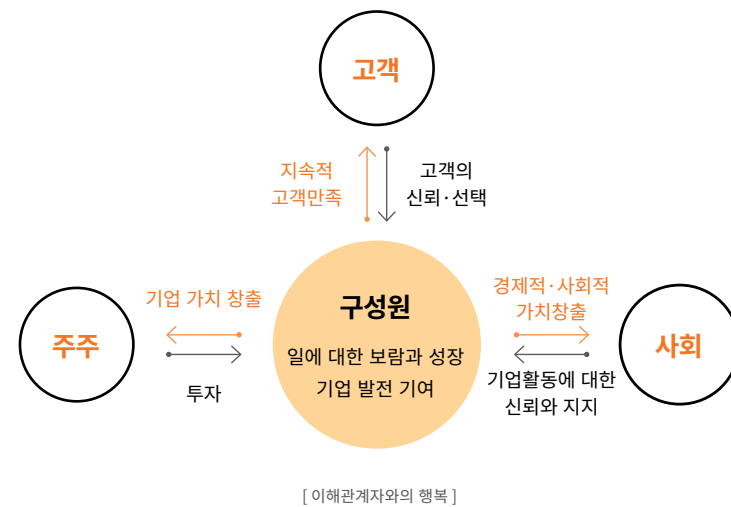 고객
지속적
고객만족
고객의
신뢰·선택
구성원
일에 대한 보람과 성장
기업 발전 기여
기업 가치 창출
주주
투자
경제적·사회적
가치창출
사회
기업활동에 대한
신뢰와 지지
[ 이해관계자와의 행복 ]